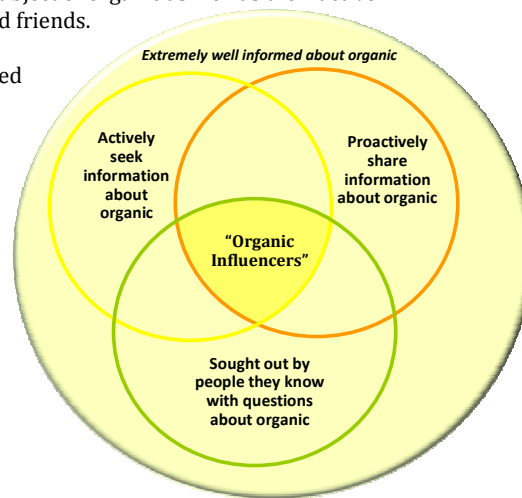 d friends.
ed
Extremely well informed about organic
Actively
seek
information
about
organic
Proactively
share
information
about organic
“Organic
Influencers”
Sought out by
people they know
with questions
about organic